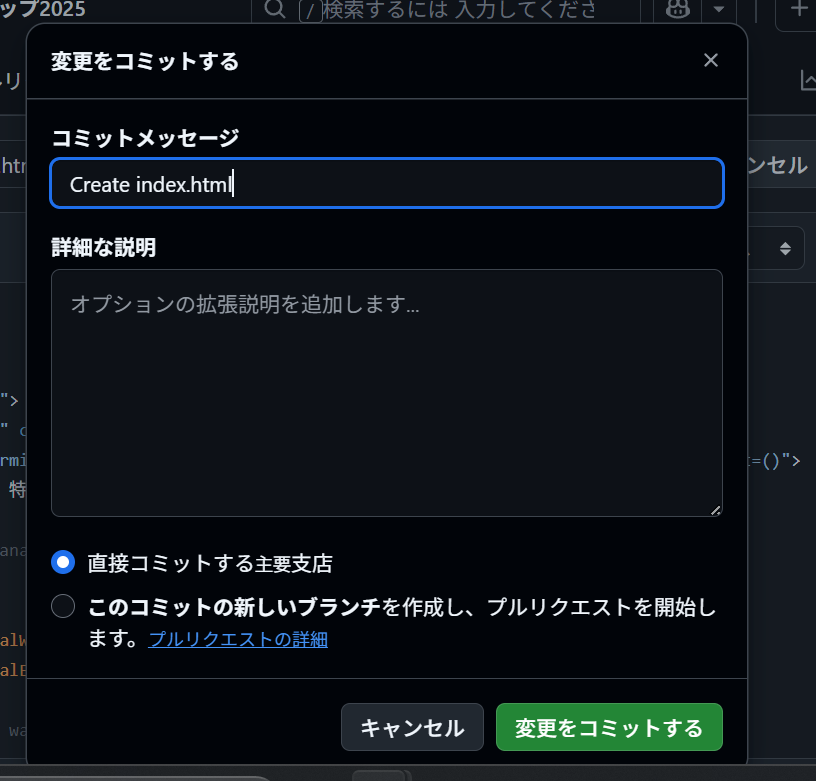 ップ2025
/検索するには 入力してくださ
変更をコミットする
コミットメッセージ
Create index.html
ンセル
詳細な説明
オプションの拡張説明を追加します...
">
"
=()">
特
直接コミットする主要支店
このコミットの新しいブランチを作成し、プルリクエストを開始し
ます。プルリクエストの詳細
キャンセル
変更をコミットする